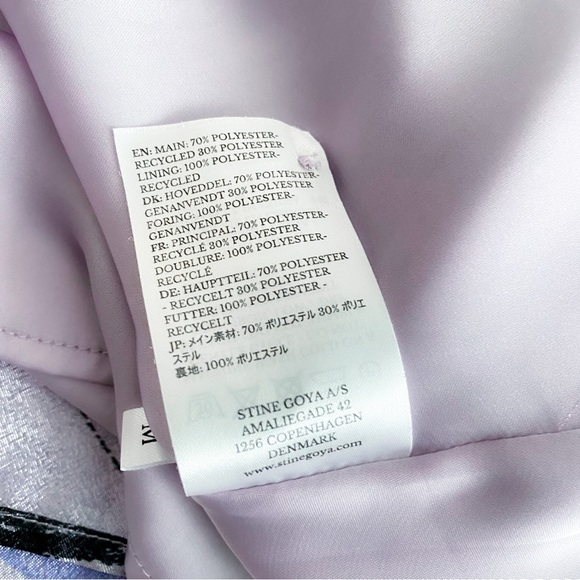 EN: MAIN: 70% POLYESTER-
RECYCLED 30% POLYESTER-
LINING: 100% POLYESTER-
RECYCLED
DK: HOVEDDEL: 70% POLYESTER-
GENANVENDT 30% POLYESTER-
FORING: 100% POLYESTER-
GENANVENDT
FR: PRINCIPAL: 70% POLYESTER-
RECYCLÉ 30% POLYESTER-
DOUBLURE: 100% POLYESTER-
RECYCLÉ
DE: HAUPTTEIL: 70% POLYESTER
- RECYCELT 30% POLYESTER
FUTTER: 100% POLYESTER -
RECYCELT
JP: メイン素材: 70% ポリエステル 30% ポリエ
ステル
裏地: 100% ポリエステル
STINE GOYA A/S
AMALIEGADE 42
1256 COPENHAGEN
DENMARK
www.stinegoya.com
M